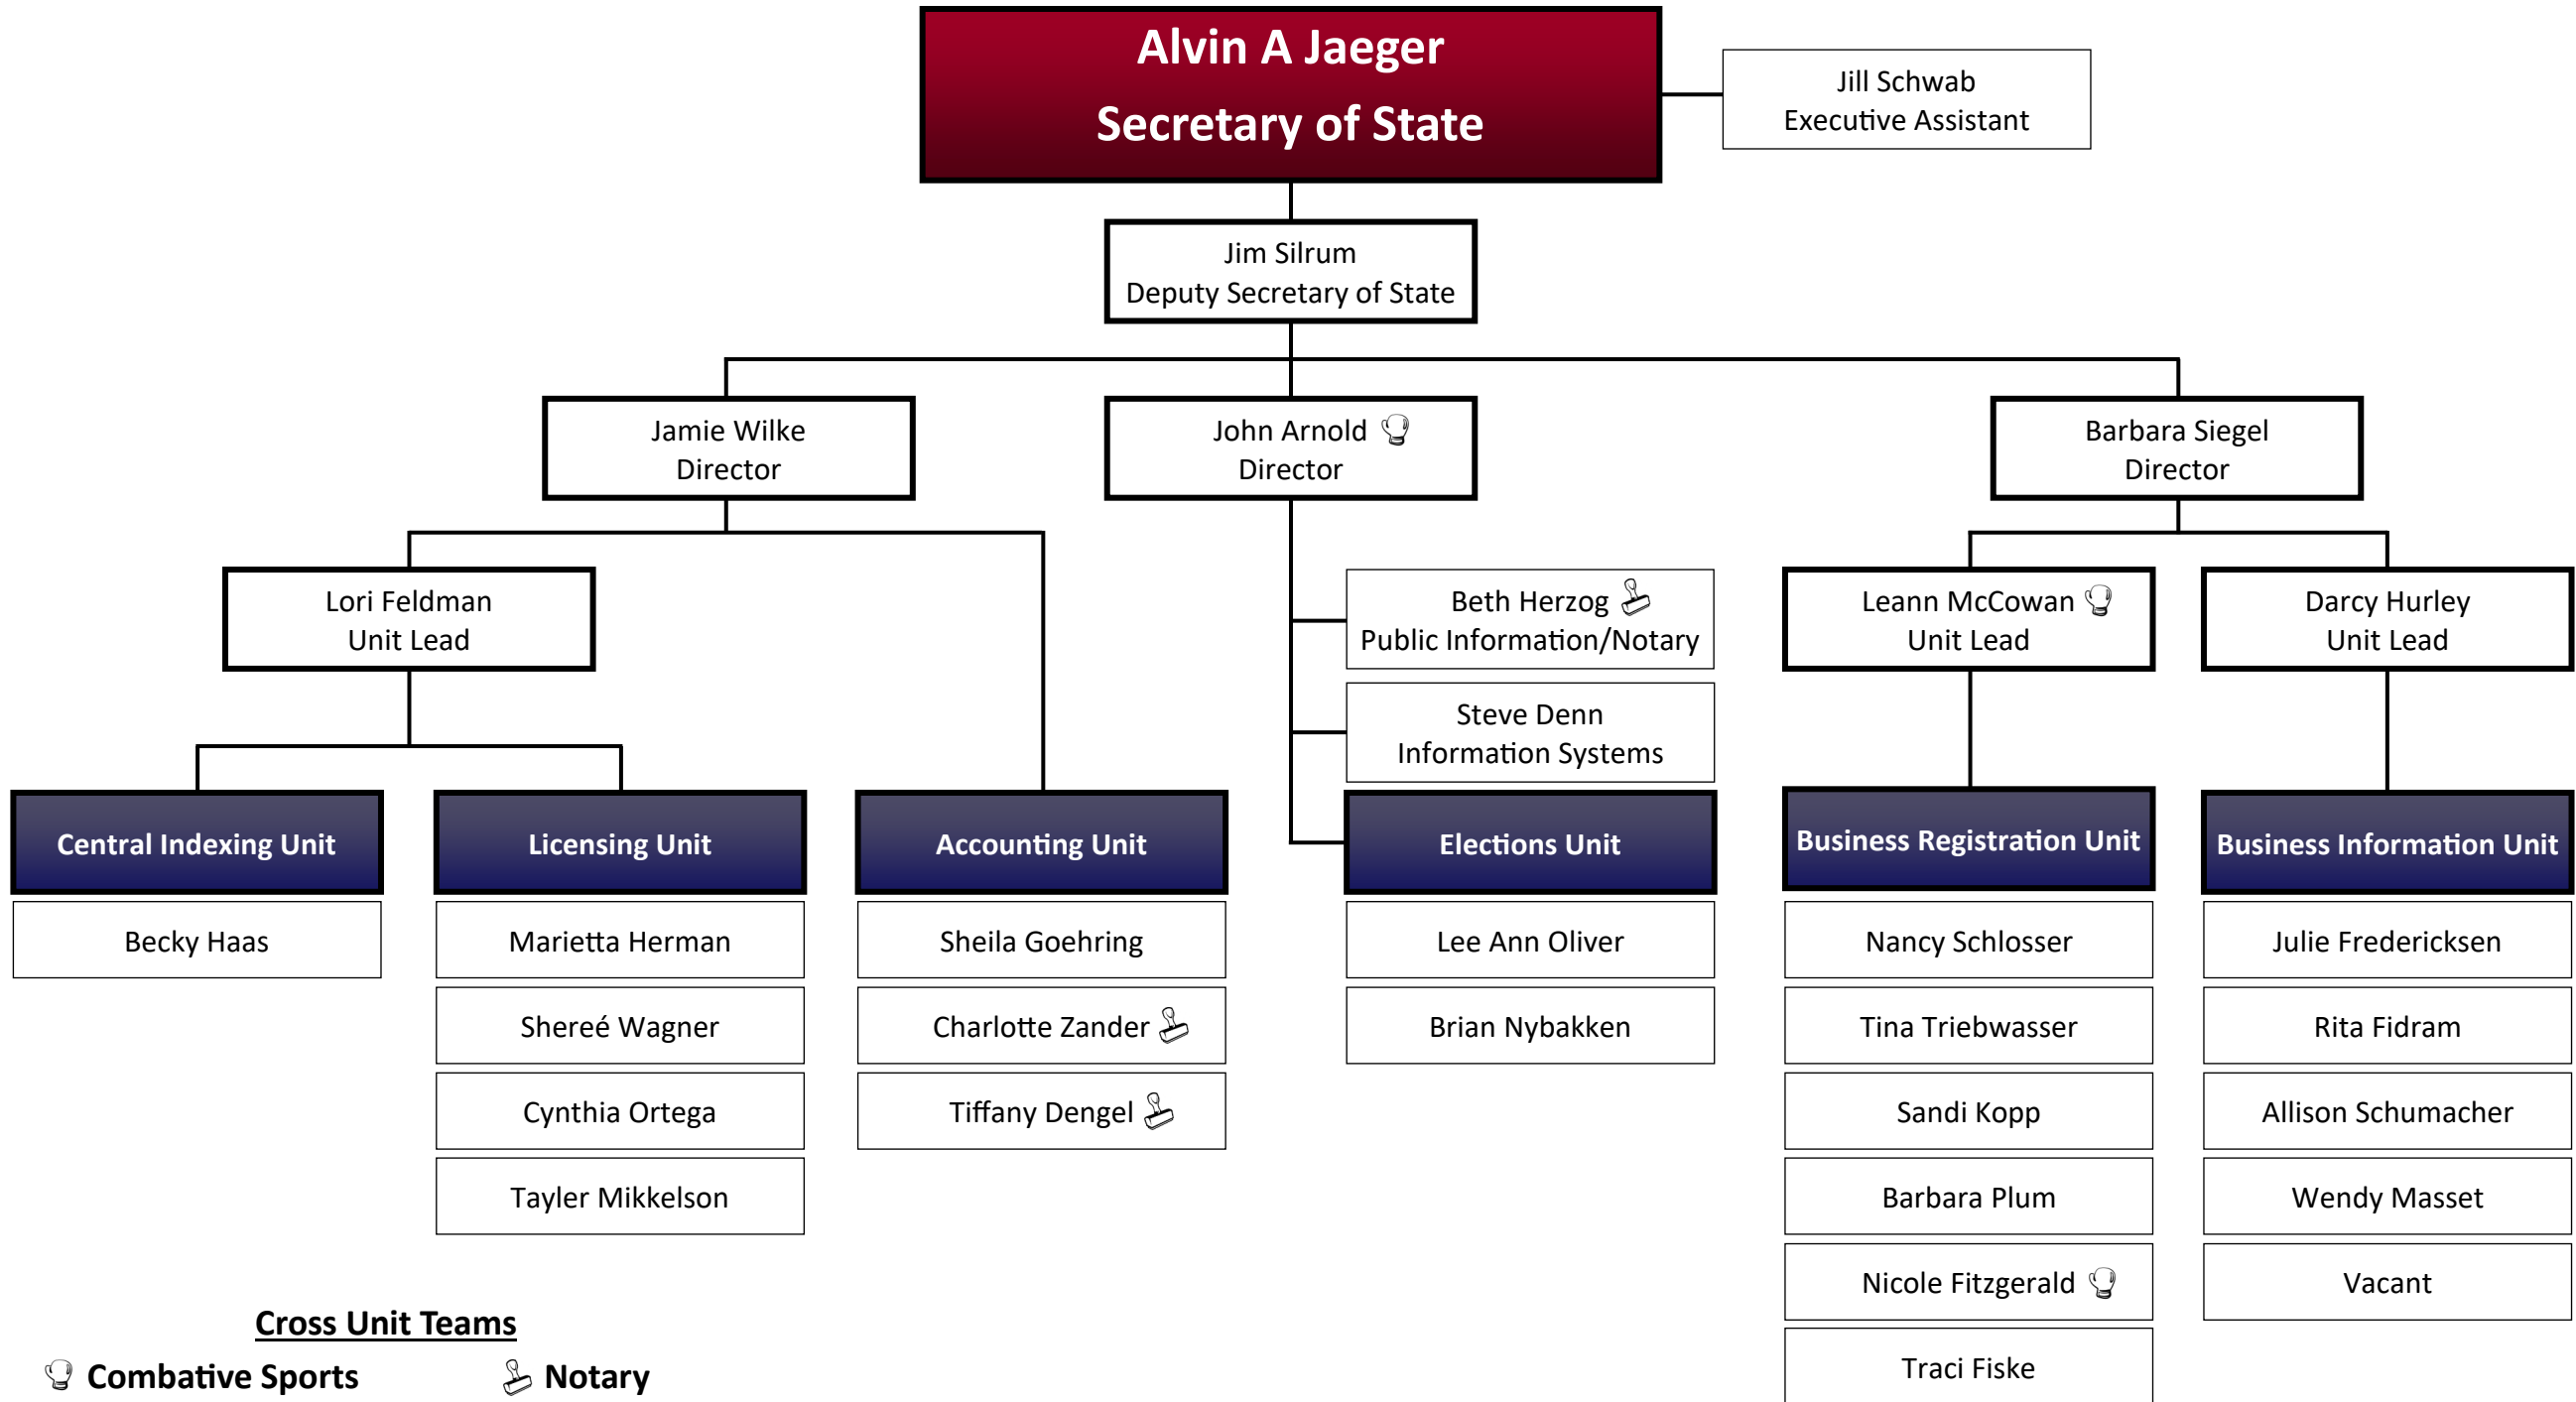 Alvin A Jaeger
Secretary of State
Jill Schwab
Executive Assistant
Jim Silrum
Deputy Secretary of State
Jamie Wilke
Director
John Arnold
Director
Barbara Siegel
Director
Lori Feldman
Unit Lead
Beth Herzog
Public Information/Notary
Steve Denn
Information Systems
Leann McCowan
Unit Lead
Darcy Hurley
Unit Lead
Central Indexing Unit
Becky Haas
Licensing Unit
Marietta Herman
Shereé Wagner
Cynthia Ortega
Tayler Mikkelson
Accounting Unit
Sheila Goehring
Charlotte Zander
Tiffany Dengel
Elections Unit
Lee Ann Oliver
Brian Nybakken
Business Registration Unit
Nancy Schlosser
Tina Triebwasser
Sandi Kopp
Barbara Plum
Nicole Fitzgerald
Traci Fiske
Business Information Unit
Julie Fredericksen
Rita Fidram
Allison Schumacher
Wendy Masset
Vacant
Cross Unit Teams
Combative Sports
Notary